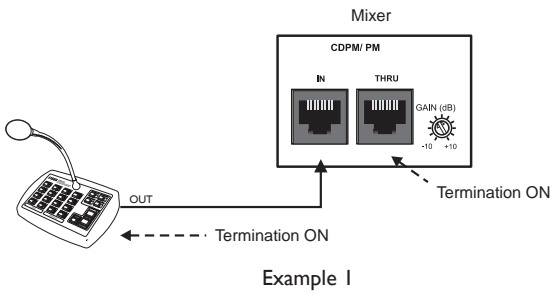 Mixer
CDPM/ PM
IN THRU
GAIN (dB)
-10 +10
OUT
Termination ON
Termination ON
Example 1